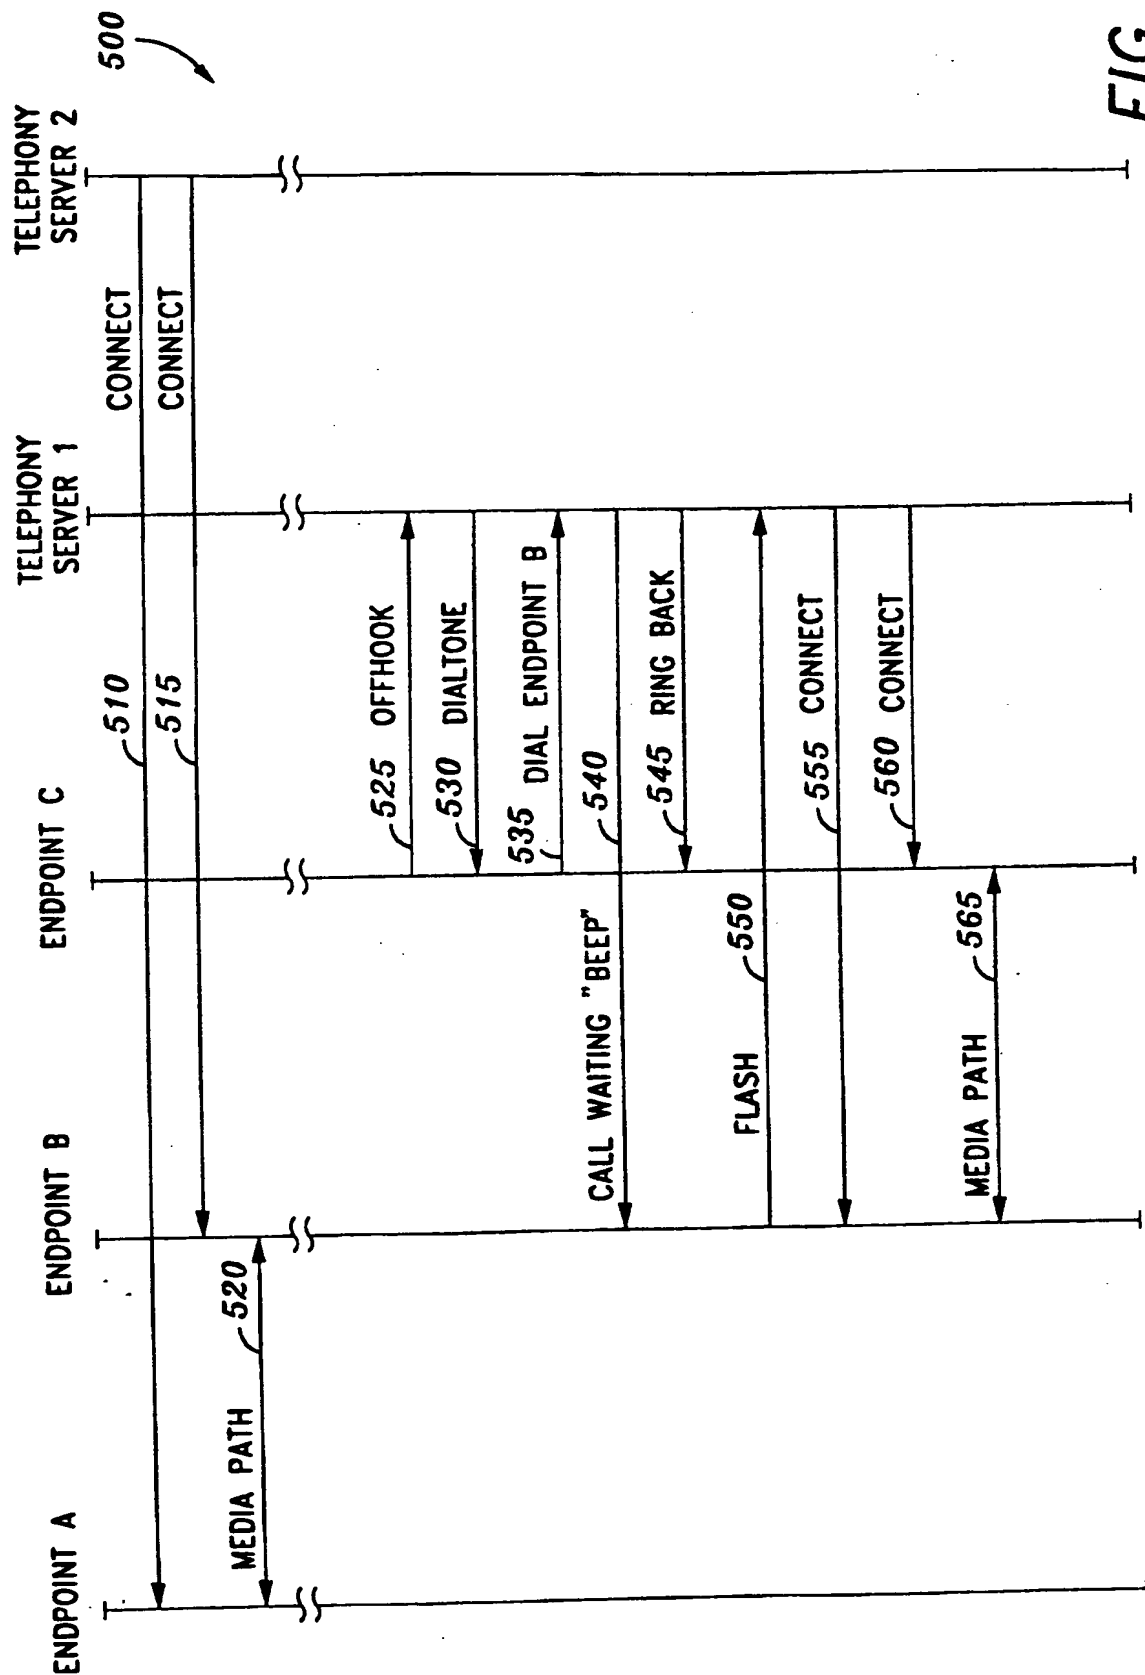 ENDPOINT A
ENDPOINT B
ENDPOINT C
TELEPHONY
SERVER 1
TELEPHONY
SERVER 2
500
510
CONNECT
515
CONNECT
MEDIA PATH
520
525 OFFHOOK
530 DIALTONE
535 DIAL ENDPOINT B
CALL WAITING "BEEP"
540
545 RING BACK
FLASH
550
555 CONNECT
560 CONNECT
MEDIA PATH
565
FIG